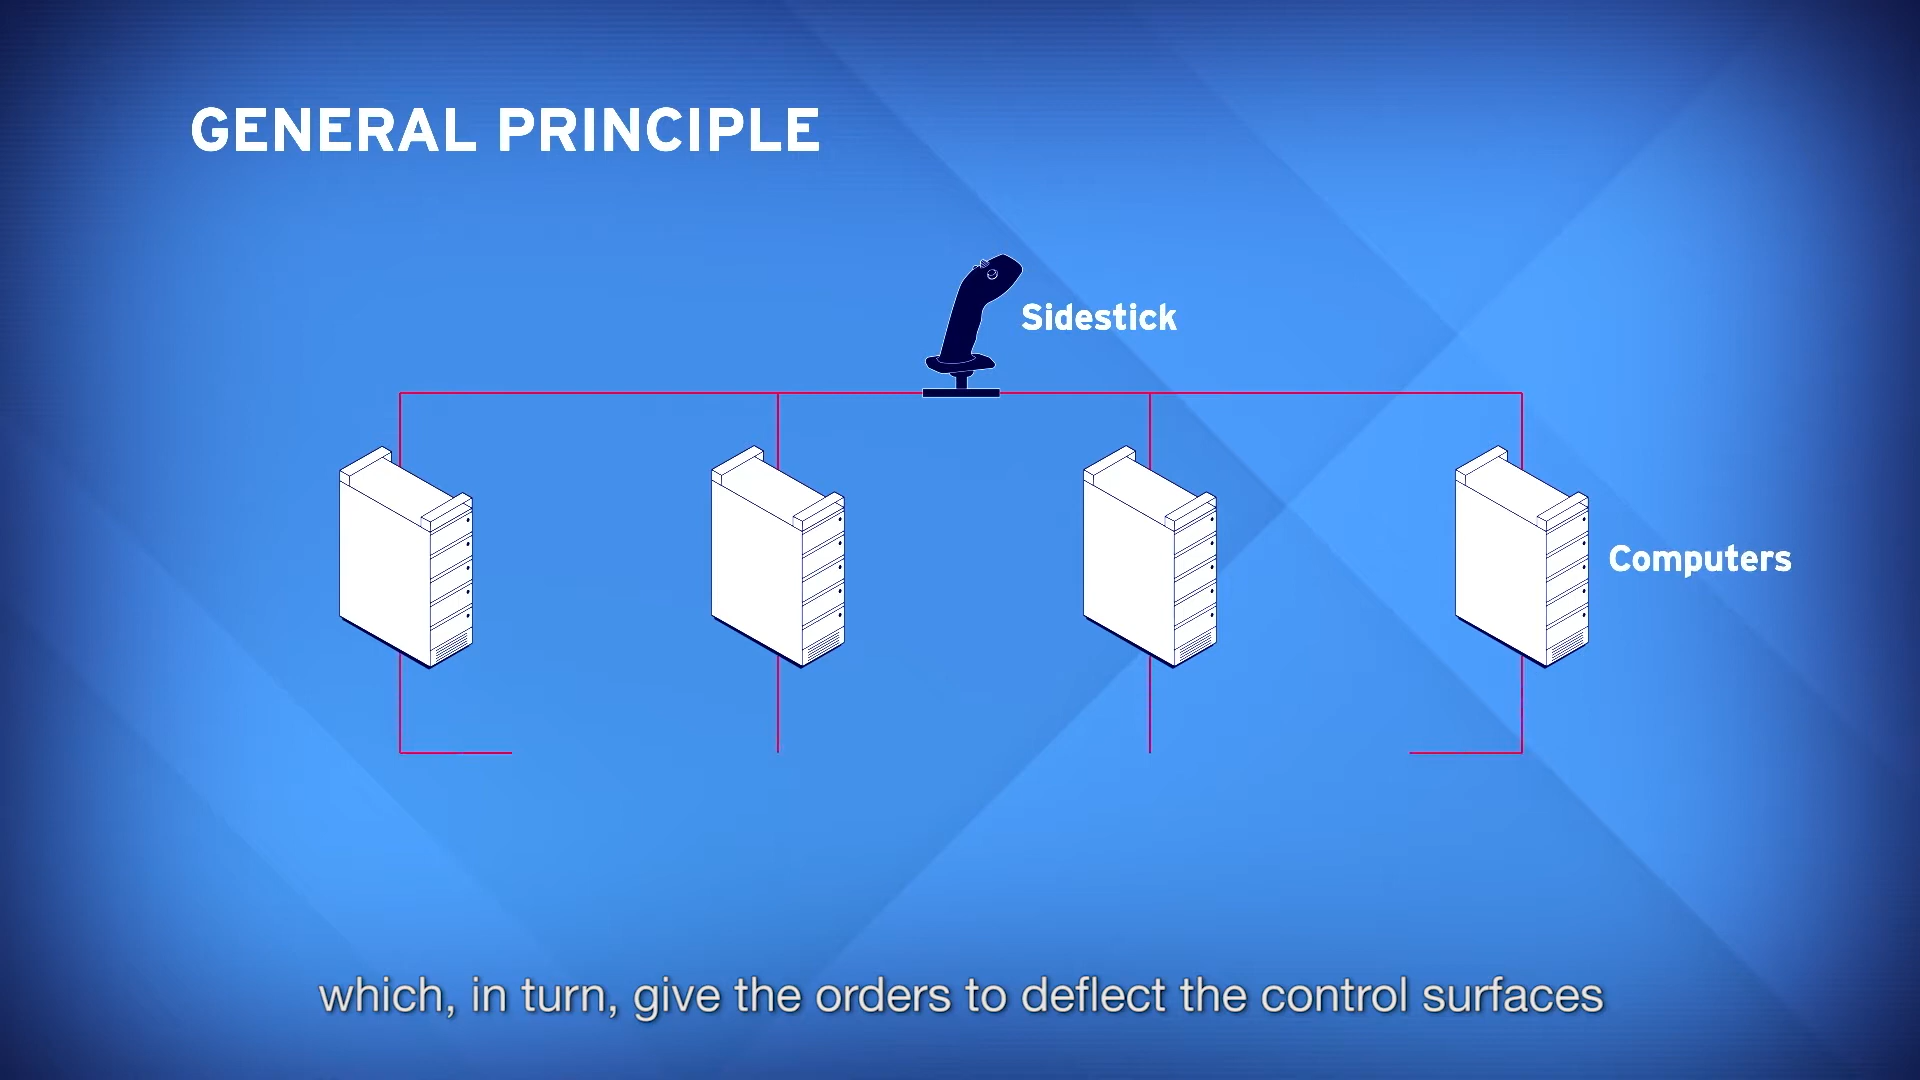 GENERAL PRINCIPLE
Sidestick
Computers
which, in turn, give the orders to deflect the control surfaces